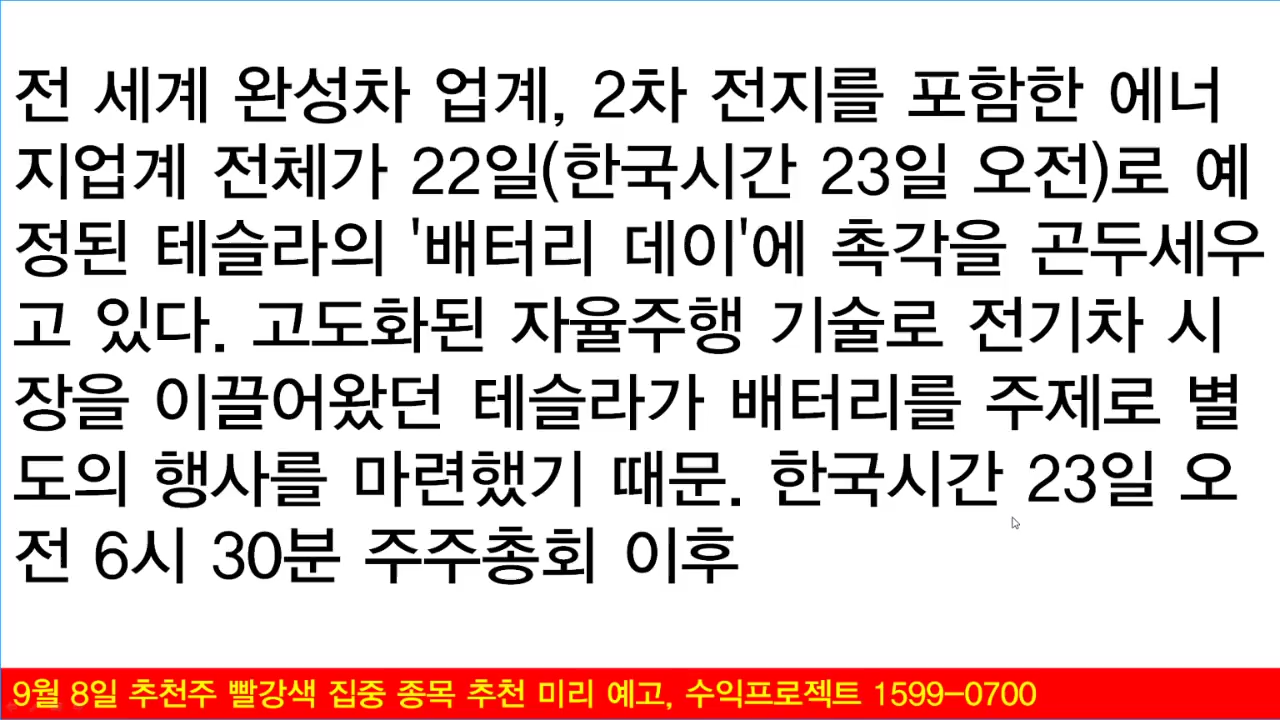 전 세계 완성차 업계, 2차 전지를 포함한 에너
지업계 전체가 22일(한국시간 23일 오전)로 예
정된 테슬라의 '배터리 데이'에 촉각을 곤두세우
고 있다. 고도화된 자율주행 기술로 전기차 시
장을 이끌어왔던 테슬라가 배터리를 주제로 별
도의 행사를 마련했기 때문. 한국시간 23일 오
전 6시 30분 주주총회 이후
9월 8일 추천주 빨강색 집중 종목 추천 미리 예고, 수익프로젝트 1599-0700